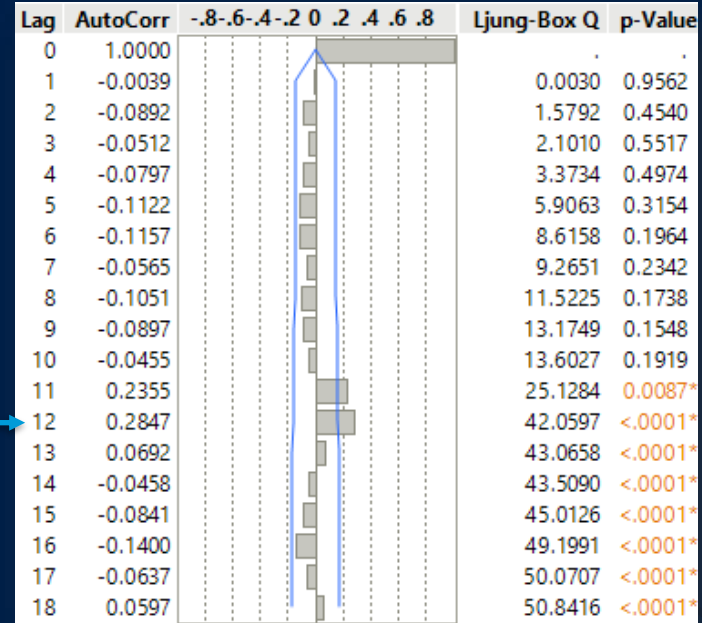 Lag AutoCorr -.8-.6-.4-.2 0 .2 .4 .6 .8 Ljung-Box Q p-Value
0 1.0000 . .
1 -0.0039 0.0030 0.9562
2 -0.0892 1.5792 0.4540
3 -0.0512 2.1010 0.5517
4 -0.0797 3.3734 0.4974
5 -0.1122 5.9063 0.3154
6 -0.1157 8.6158 0.1964
7 -0.0565 9.2651 0.2342
8 -0.1051 11.5225 0.1738
9 -0.0897 13.1749 0.1548
10 -0.0455 13.6027 0.1919
11 0.2355 25.1284 0.0087*
12 0.2847 42.0597 <.0001*
13 0.0692 43.0658 <.0001*
14 -0.0458 43.5090 <.0001*
15 -0.0841 45.0126 <.0001*
16 -0.1400 49.1991 <.0001*
17 -0.0637 50.0707 <.0001*
18 0.0597 50.8416 <.0001*